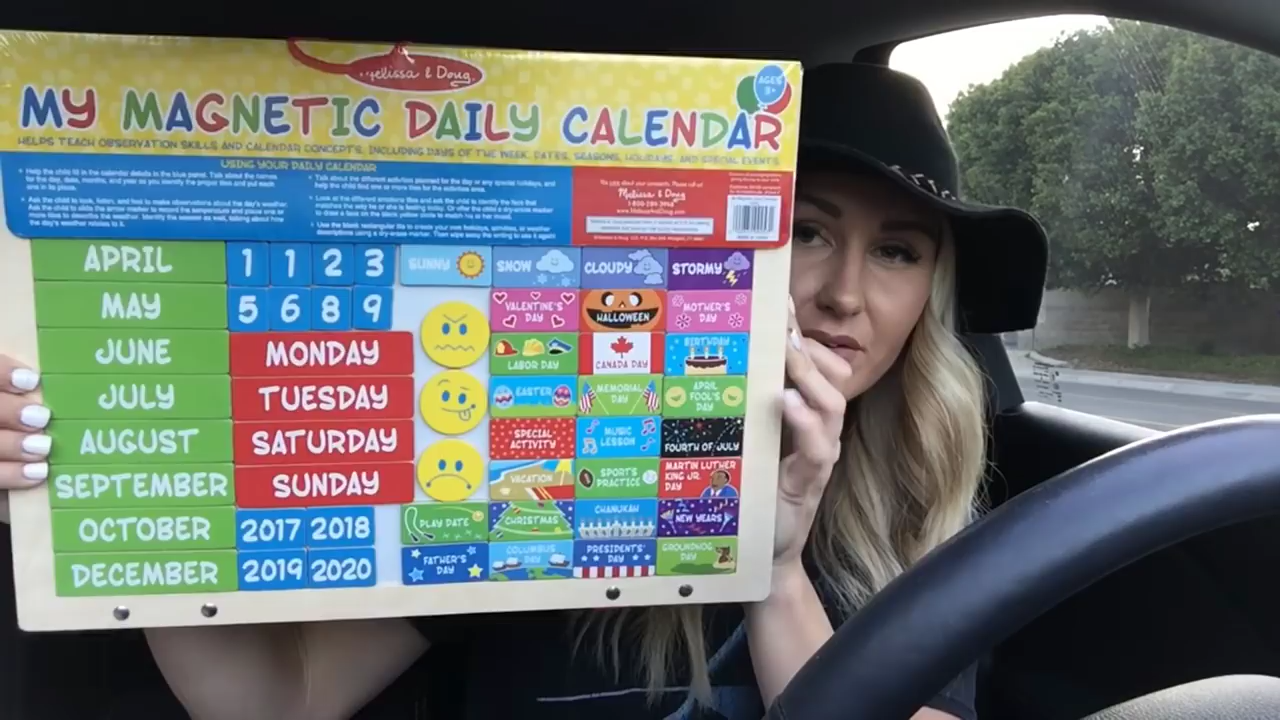 Melissa & Doug
AGES 3+
MY MAGNETIC DAILY CALENDAR
HELPS TEACH OBSERVATION SKILLS AND CALENDAR CONCEPTS, INCLUDING DAYS OF THE WEEK, DATES, SEASONS, HOLIDAYS, AND SPECIAL EVENTS
USING YOUR DAILY CALENDAR
Melissa & Doug
APRIL 1 1 2 3 SUNNY SNOW CLOUDY STORMY
MAY 5 6 8 9 VALENTINE'S DAY HALLOWEEN MOTHER'S DAY
JUNE MONDAY LABOR DAY CANADA DAY BIRTHDAY
JULY TUESDAY EASTER MEMORIAL DAY APRIL FOOL'S DAY
AUGUST SATURDAY SPECIAL ACTIVITY MUSIC LESSON FOURTH OF JULY
SEPTEMBER SUNDAY VACATION SPORTS PRACTICE MARTIN LUTHER KING JR. DAY
OCTOBER 2017 2018 PLAY DATE CHRISTMAS CHANUKAH NEW YEARS
DECEMBER 2019 2020 FATHER'S DAY COLUMBUS DAY PRESIDENTS' DAY GROUNDHOG DAY